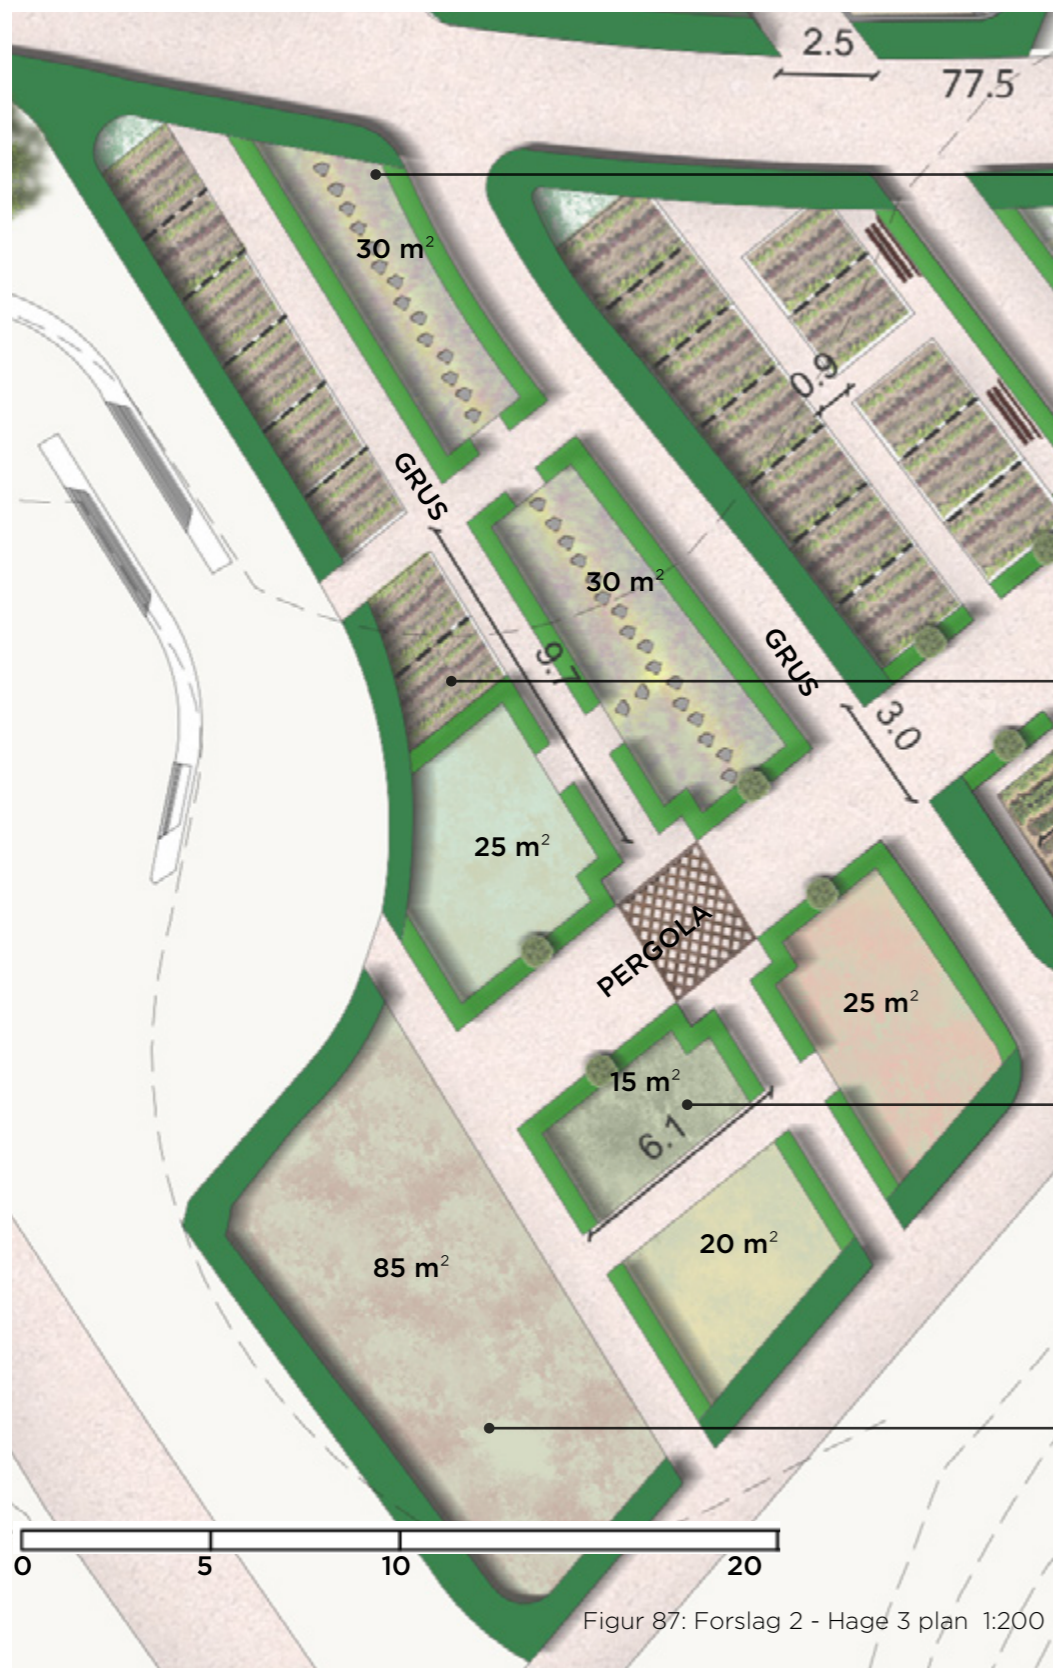 2.5
77.5
30 m²
0.9
GRUS
30 m²
9.7
GRUS
3.0
25 m²
PERGOLA
25 m²
15 m²
6.1
20 m²
85 m²
0 5 10 20
Figur 87: Forslag 2 - Hage 3 plan 1:200